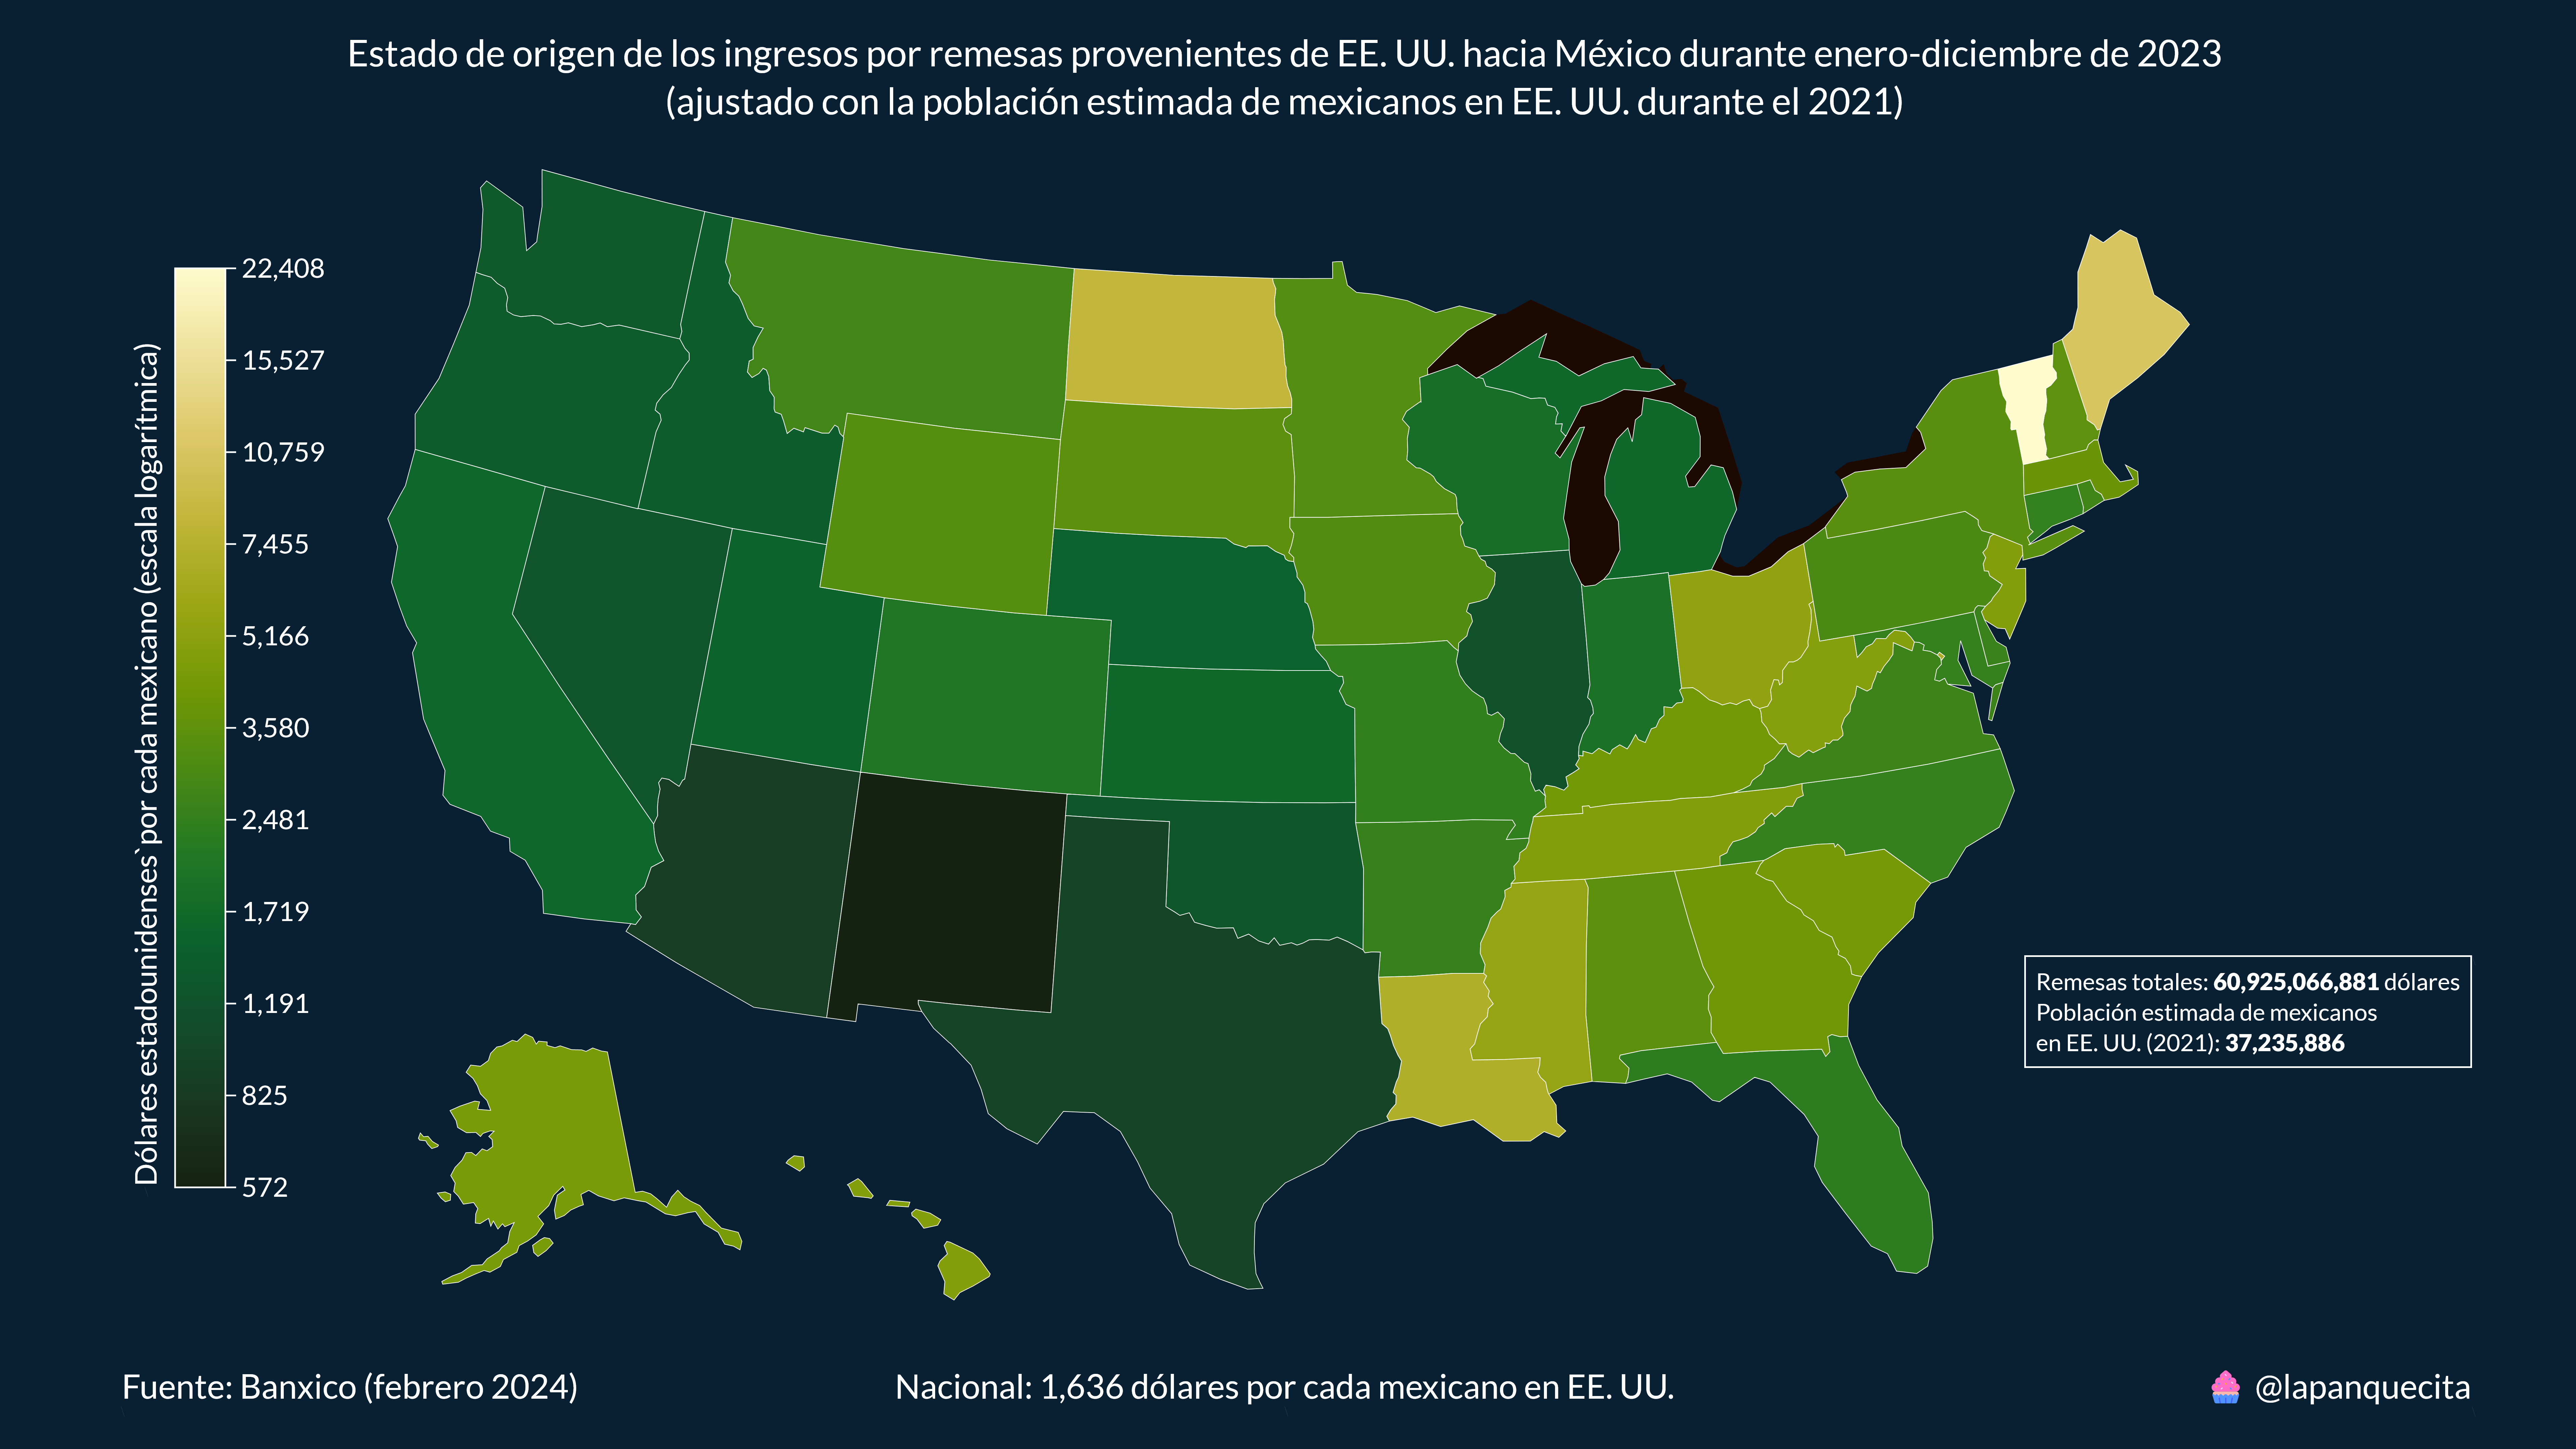 Estado de origen de los ingresos por remesas provenientes de EE. UU. hacia México durante enero-diciembre de 2023
(ajustado con la población estimada de mexicanos en EE. UU. durante el 2021)
Dólares estadounidenses`por cada mexicano (escala logarítmica)
22,408
15,527
10,759
7,455
5,166
3,580
2,481
1,719
1,191
825
572
Remesas totales: 60,925,066,881 dólares
Población estimada de mexicanos
en EE. UU. (2021): 37,235,886
Fuente: Banxico (febrero 2024)
Nacional: 1,636 dólares por cada mexicano en EE. UU.
@lapanquecita